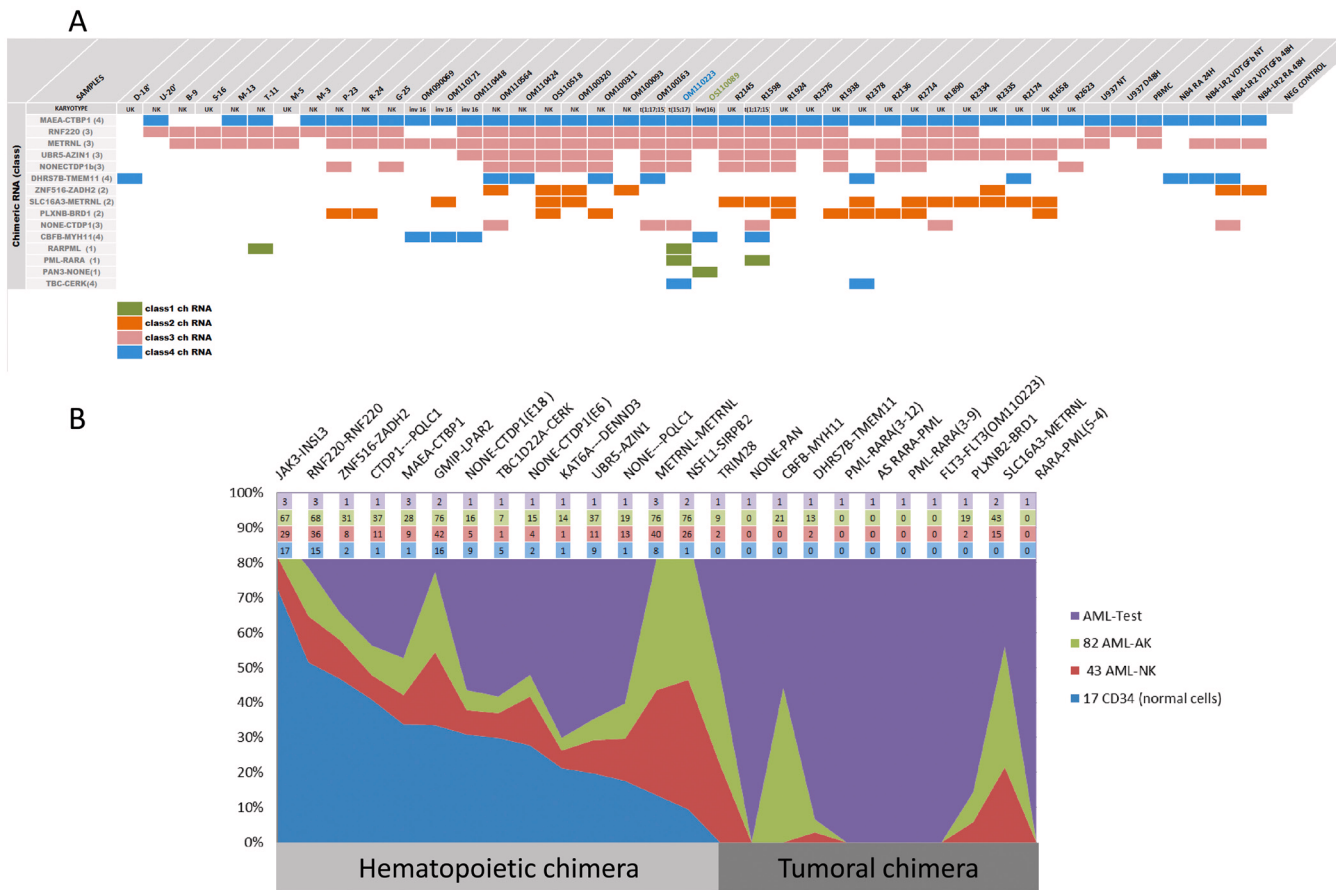 A
SAMPLES D-18' U-20' B-9 S-16 M-13 T-11 M-5 M-3 P-23 R-24 G-25 OM090069 OM110171 OM110448 OM110564 OM110424 OS110518 OM100320 OM100311 OM100093 OM100163 OM110223 OS110089 R2145 R1598 R1924 R2376 R1938 R2378 R2136 R2714 R1890 R2334 R2335 R2174 R1658 R2623 U937 NT U937 D48H PBMC NB4 RA 24H NB4-LR2 VDTGFb NT NB4-LR2 VDTGFb 48H NB4-LR2 RA 48H NEG CONTROL
KARYOTYPE UK UK NK UK NK NK UK NK NK NK NK inv 16 inv 16 inv 16 NK NK NK NK NK NK t(1;17;15 t(15;17) inv(16) UK t(1;17;15 UK UK UK UK UK UK UK UK UK UK UK UK
Chimeric RNA (class)
MAEA-CTBP1 (4)
RNF220 (3)
METRNL (3)
UBR5-AZIN1 (3)
NONECTDP1b(3)
DHRS7B-TMEM11 (4)
ZNF516-ZADH2 (2)
SLC16A3-METRNL (2)
PLXNB-BRD1 (2)
NONE-CTDP1(3)
CBFB-MYH11(4)
RARPML (1)
PML-RARA (1)
PAN3-NONE(1)
TBC-CERK(4)
class1 ch RNA
class2 ch RNA
class3 ch RNA
class4 ch RNA
B
JAK3-INSL3 RNF220-RNF220 ZNF516-ZADH2 CTDP1---PQLC1 MAEA-CTBP1 GMIP-LPAR2 NONE-CTDP1(E18 ) TBC1D22A-CERK NONE-CTDP1(E6 ) KAT6A---DENND3 UBR5-AZIN1 NONE---PQLC1 METRNL-METRNL NSFL1-SIRPB2 TRIM28 NONE-PAN CBFB-MYH11 DHRS7B-TMEM11 PML-RARA(3-12) AS RARA-PML PML-RARA(3-9) FLT3-FLT3(OM110223) PLXNB2-BRD1 SLC16A3-METRNL RARA-PML(5-4)
100% 3 3 1 1 3 2 1 1 1 1 1 1 3 2 1 1 1 1 1 1 1 1 1 2 1
67 68 31 37 28 76 16 7 15 14 37 19 76 76 9 0 21 13 0 0 0 0 19 43 0
90% 29 36 8 11 9 42 5 1 4 1 11 13 40 26 2 0 0 2 0 0 0 0 2 15 0
17 15 2 1 1 16 9 5 2 1 9 1 8 1 0 0 0 0 0 0 0 0 0 0 0
80%
70%
60%
50%
40%
30%
20%
10%
0%
AML-Test
82 AML-AK
43 AML-NK
17 CD34 (normal cells)
Hematopoietic chimera Tumoral chimera